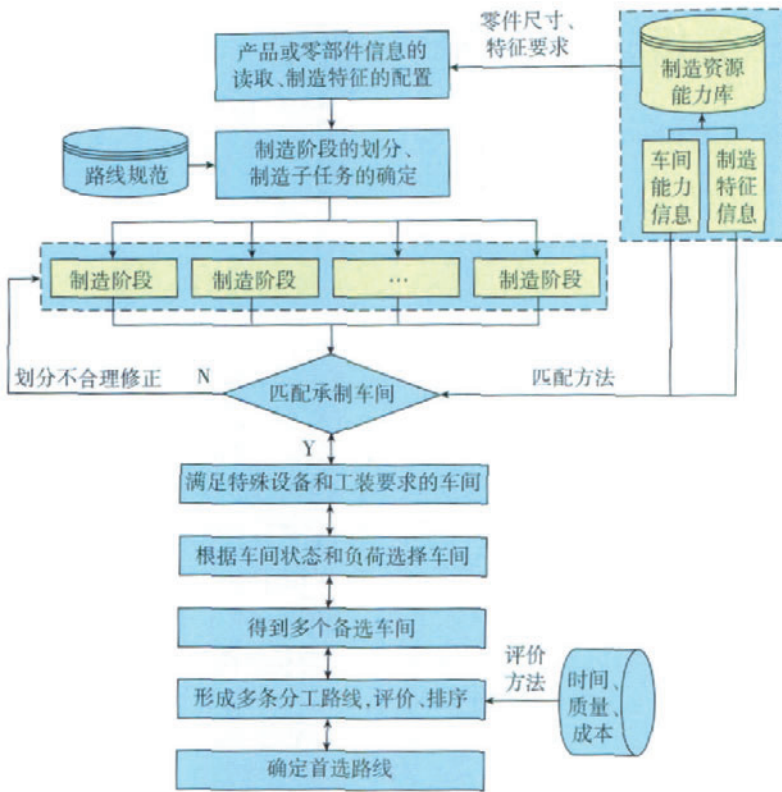 产品或零部件信息的
读取、制造特征的配置
零件尺寸、
特征要求
制造资源
能力库
车间
能力
信息
制造
特征
信息
路线规范
制造阶段的划分、
制造子任务的确定
制造阶段
制造阶段
…
制造阶段
划分不合理修正
N
匹配承制车间
匹配方法
Y
满足特殊设备和工装要求的车间
根据车间状态和负荷选择车间
得到多个备选车间
形成多条分工路线,评价、排序
评价
方法
时间、
质量、
成本
确定首选路线